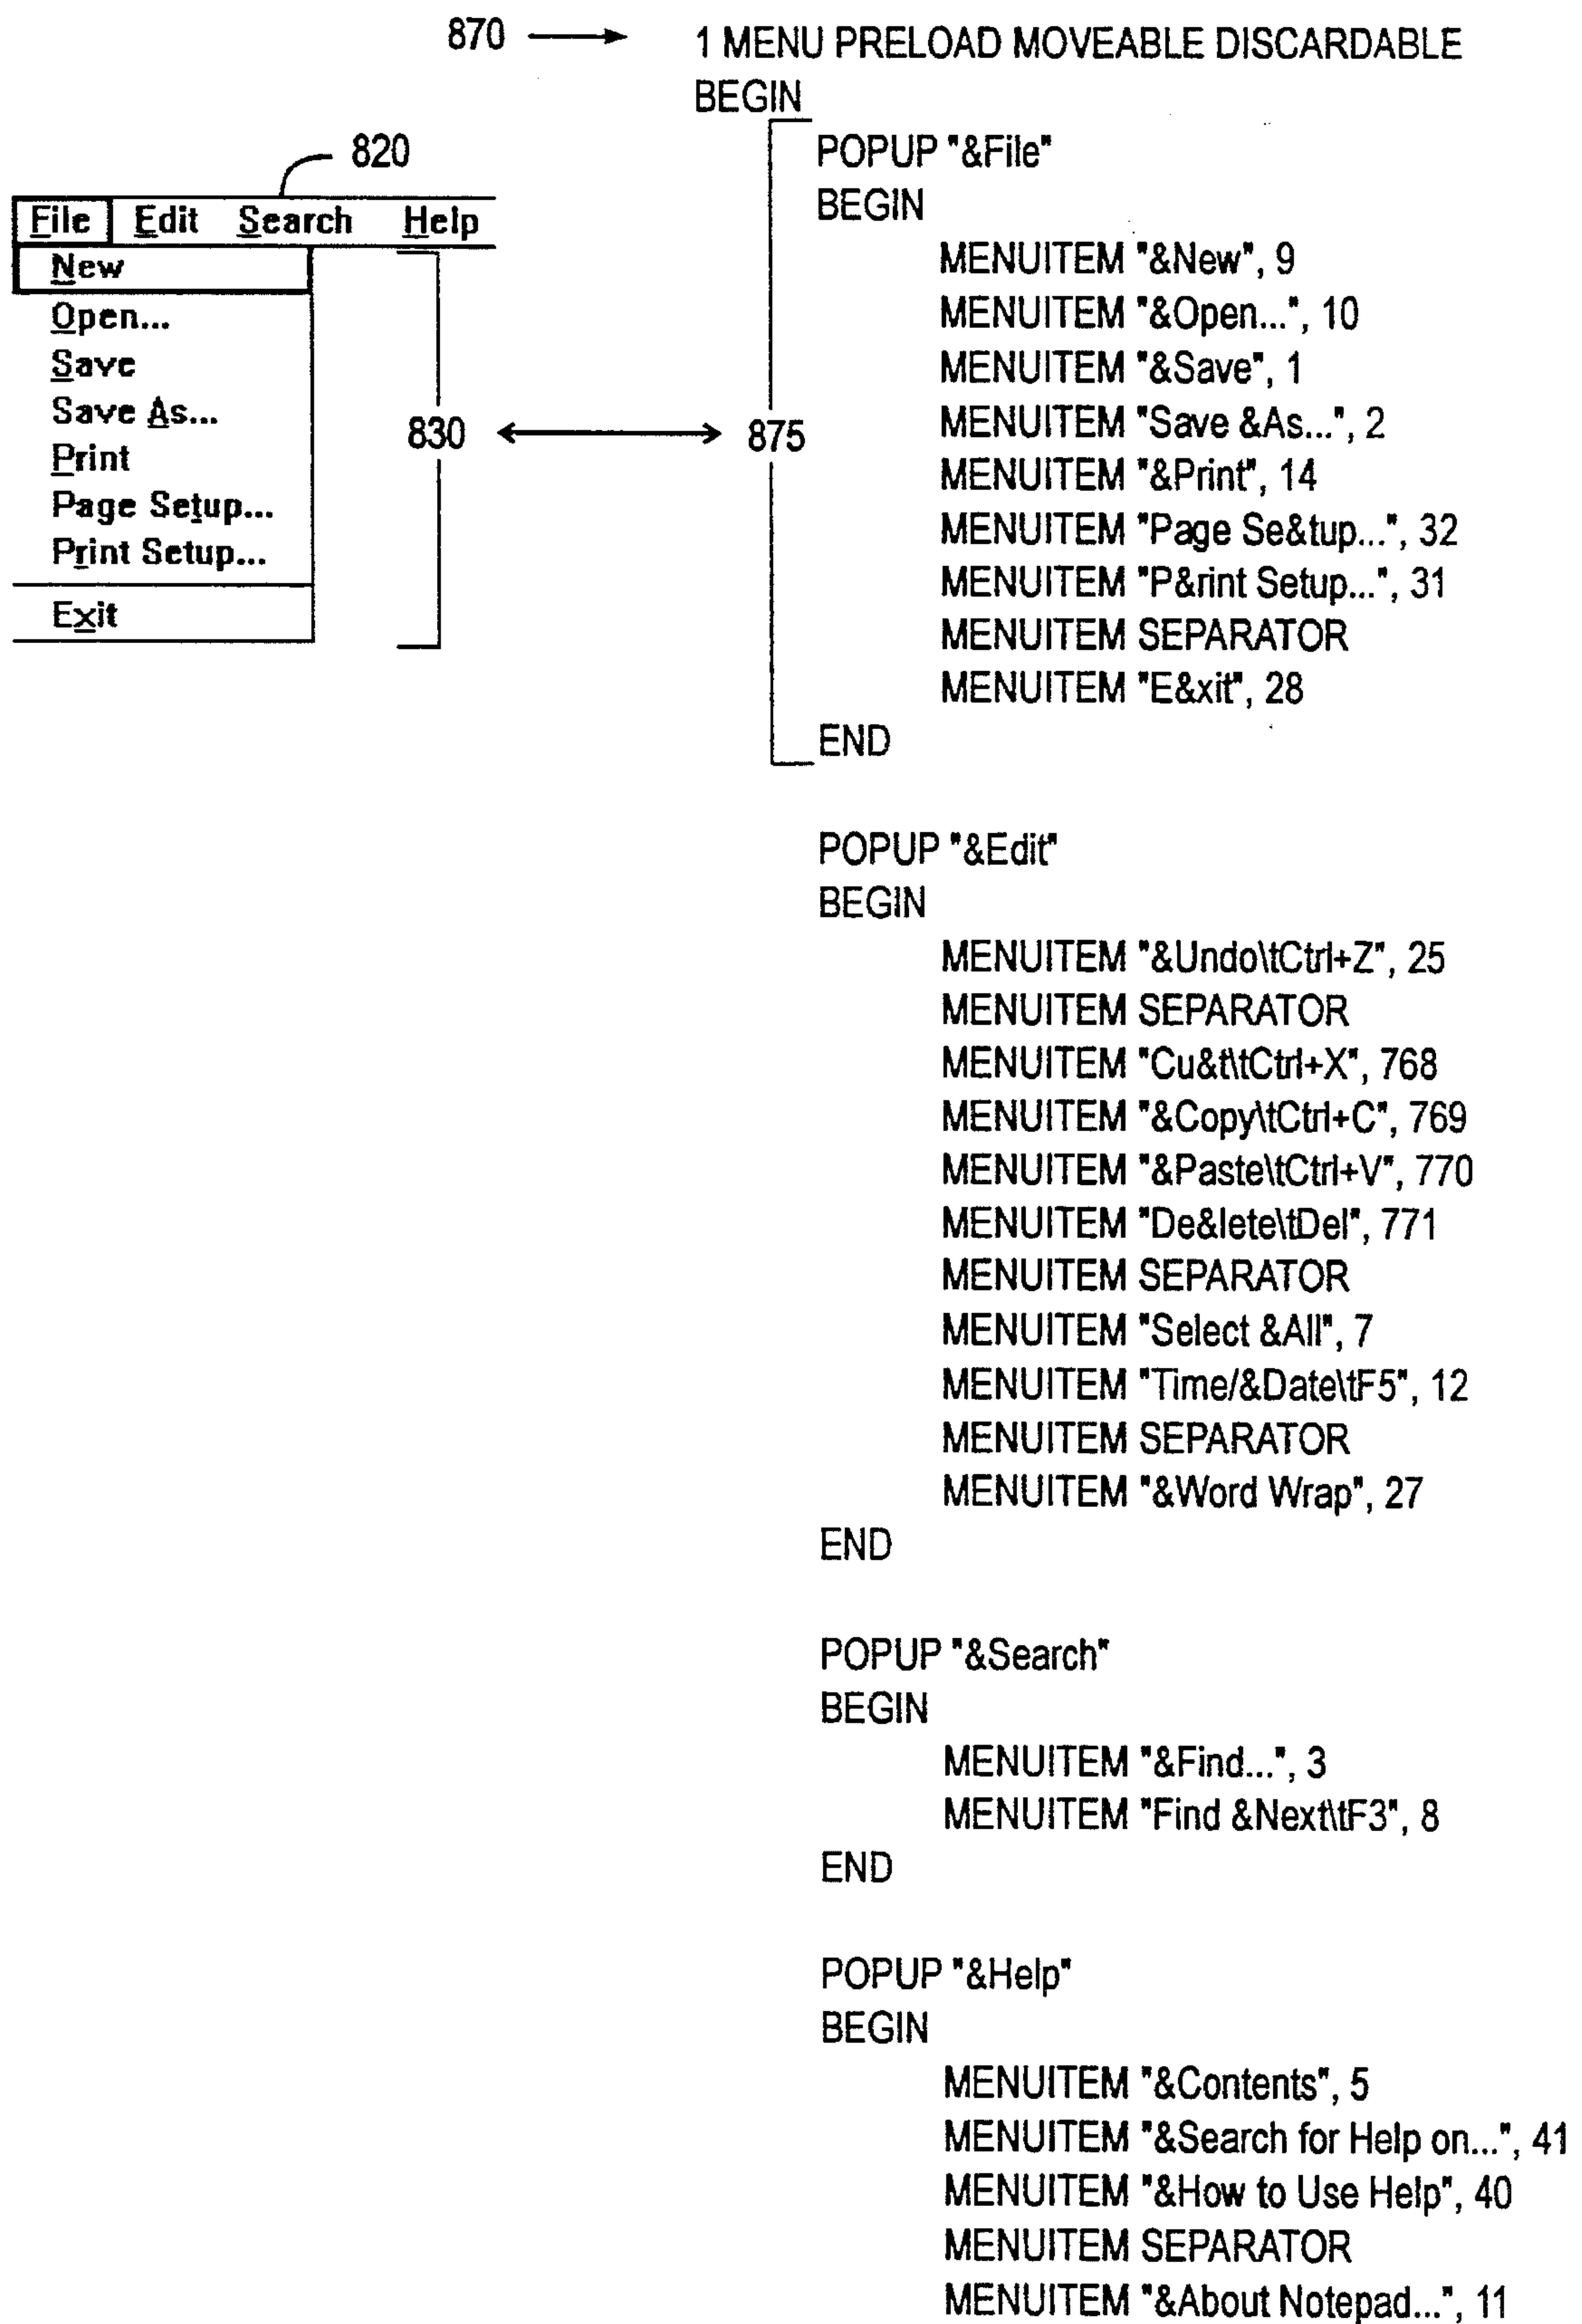 870 → 1 MENU PRELOAD MOVEABLE DISCARDABLE
BEGIN
820
File Edit Search Help
New
Open...
Save
Save As...
Print
Page Setup...
Print Setup...
Exit
830 ↔ 875
POPUP "&File"
BEGIN
MENUITEM "&New", 9
MENUITEM "&Open...", 10
MENUITEM "&Save", 1
MENUITEM "Save &As...", 2
MENUITEM "&Print", 14
MENUITEM "Page Se&tup...", 32
MENUITEM "P&rint Setup...", 31
MENUITEM SEPARATOR
MENUITEM "E&xit", 28
END
POPUP "&Edit"
BEGIN
MENUITEM "&Undo\tCtrl+Z", 25
MENUITEM SEPARATOR
MENUITEM "Cu&t\tCtrl+X", 768
MENUITEM "&Copy\tCtrl+C", 769
MENUITEM "&Paste\tCtrl+V", 770
MENUITEM "De&lete\tDel", 771
MENUITEM SEPARATOR
MENUITEM "Select &All", 7
MENUITEM "Time/&Date\tF5", 12
MENUITEM SEPARATOR
MENUITEM "&Word Wrap", 27
END
POPUP "&Search"
BEGIN
MENUITEM "&Find...", 3
MENUITEM "Find &Next\tF3", 8
END
POPUP "&Help"
BEGIN
MENUITEM "&Contents", 5
MENUITEM "&Search for Help on...", 41
MENUITEM "&How to Use Help", 40
MENUITEM SEPARATOR
MENUITEM "&About Notepad...", 11